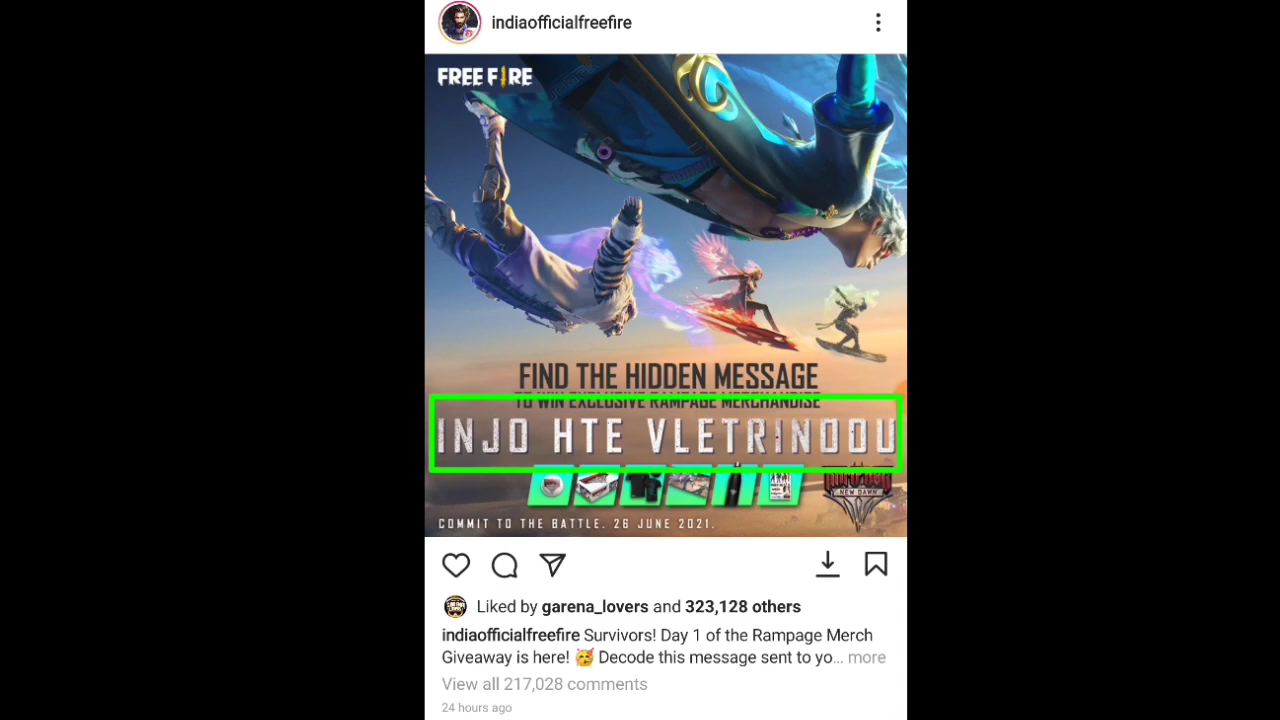 indiaofficialfreefire
FREE FIRE
FIND THE HIDDEN MESSAGE
TO WIN EXCLUSIVE RAMPAGE MERCHANDISE
INJO HTE VLETRINOOU
NEW DAWN
COMMIT TO THE BATTLE. 26 JUNE 2021.
Liked by garena_lovers and 323,128 others
indiaofficialfreefire Survivors! Day 1 of the Rampage Merch
Giveaway is here! 🥳 Decode this message sent to yo... more
View all 217,028 comments
24 hours ago